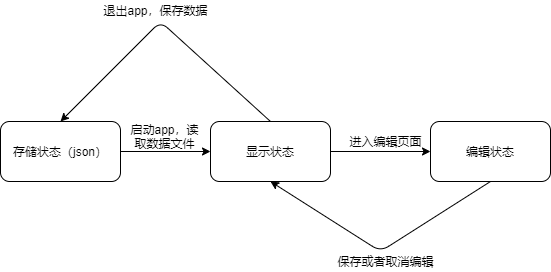 退出app，保存数据
存储状态（json）
启动app，读
取数据文件
显示状态
进入编辑页面
编辑状态
保存或者取消编辑